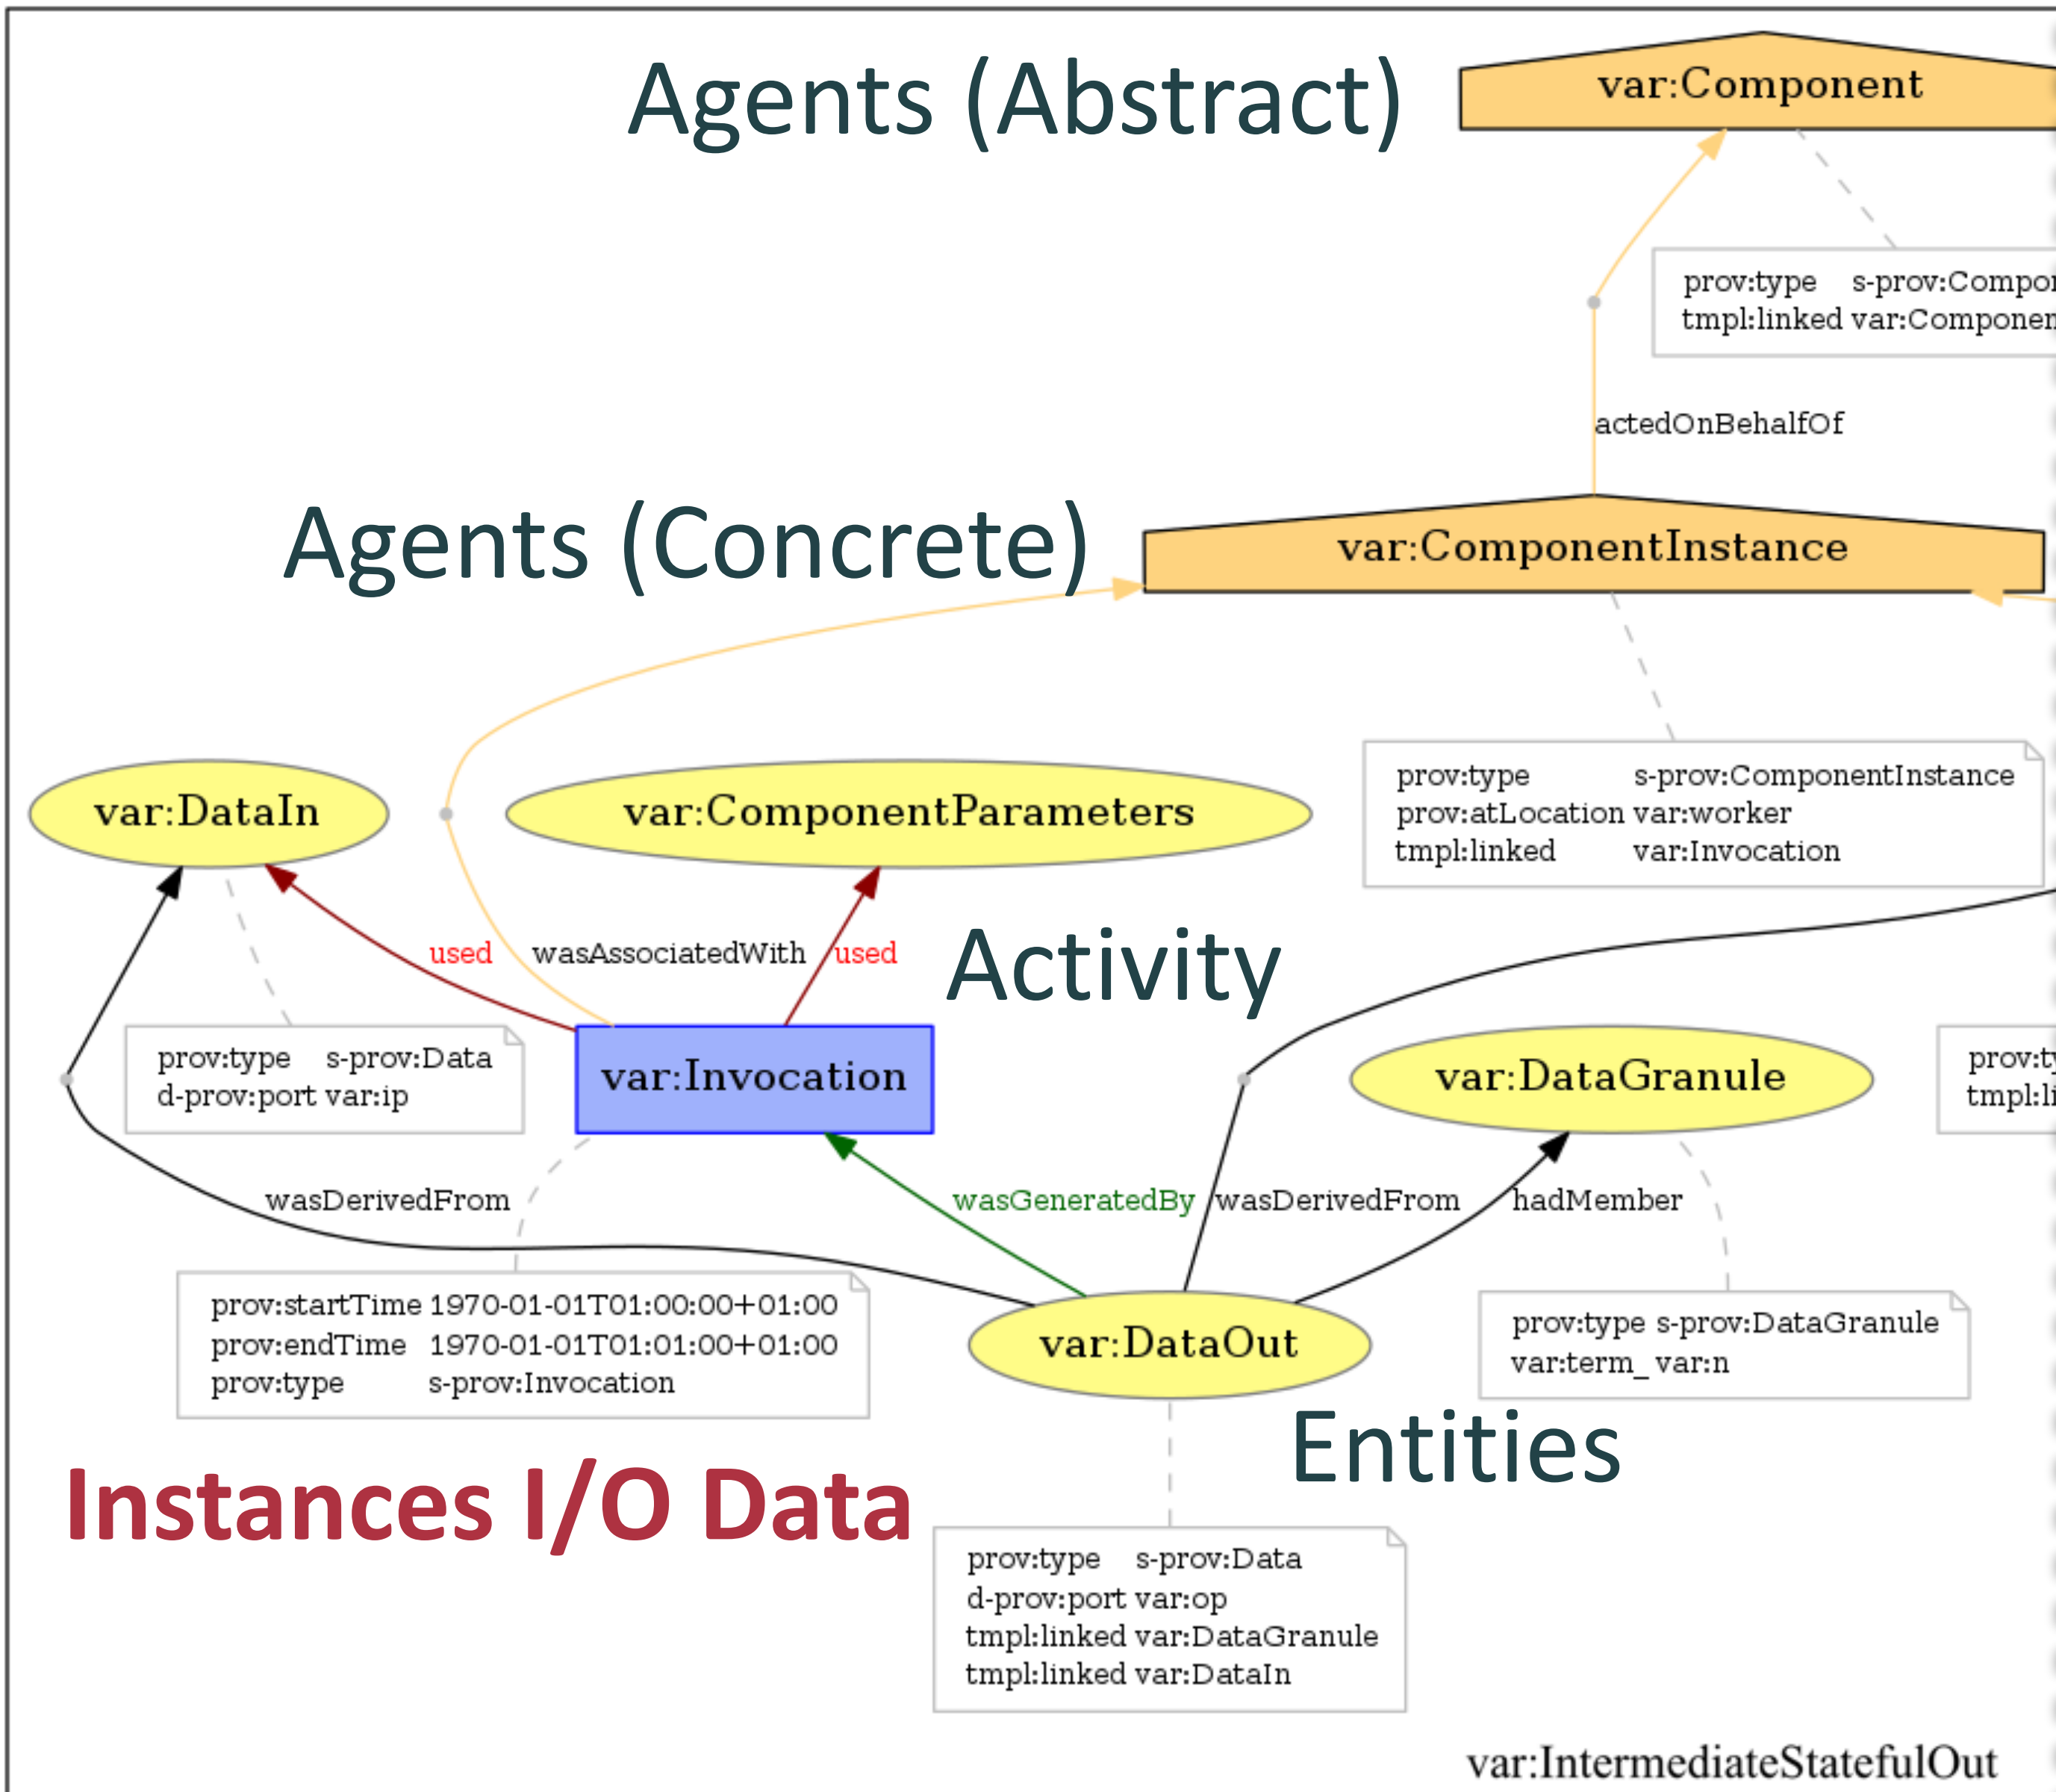 Agents (Abstract)
var:Component
prov:type s-prov:Compo
tmpl:linked var:Componen
actedOnBehalfOf
Agents (Concrete)
var:ComponentInstance
var:DataIn
var:ComponentParameters
prov:type s-prov:ComponentInstance
prov:atLocation var:worker
tmpl:linked var:Invocation
used
wasAssociatedWith
used
Activity
prov:type s-prov:Data
d-prov:port var:ip
var:Invocation
var:DataGranule
prov:ty
tmpl:li
wasDerivedFrom
wasGeneratedBy
wasDerivedFrom
hadMember
prov:startTime 1970-01-01T01:00:00+01:00
prov:endTime 1970-01-01T01:01:00+01:00
prov:type s-prov:Invocation
var:DataOut
prov:type s-prov:DataGranule
var:term_ var:n
Entities
Instances I/O Data
prov:type s-prov:Data
d-prov:port var:op
tmpl:linked var:DataGranule
tmpl:linked var:DataIn
var:IntermediateStatefulOut